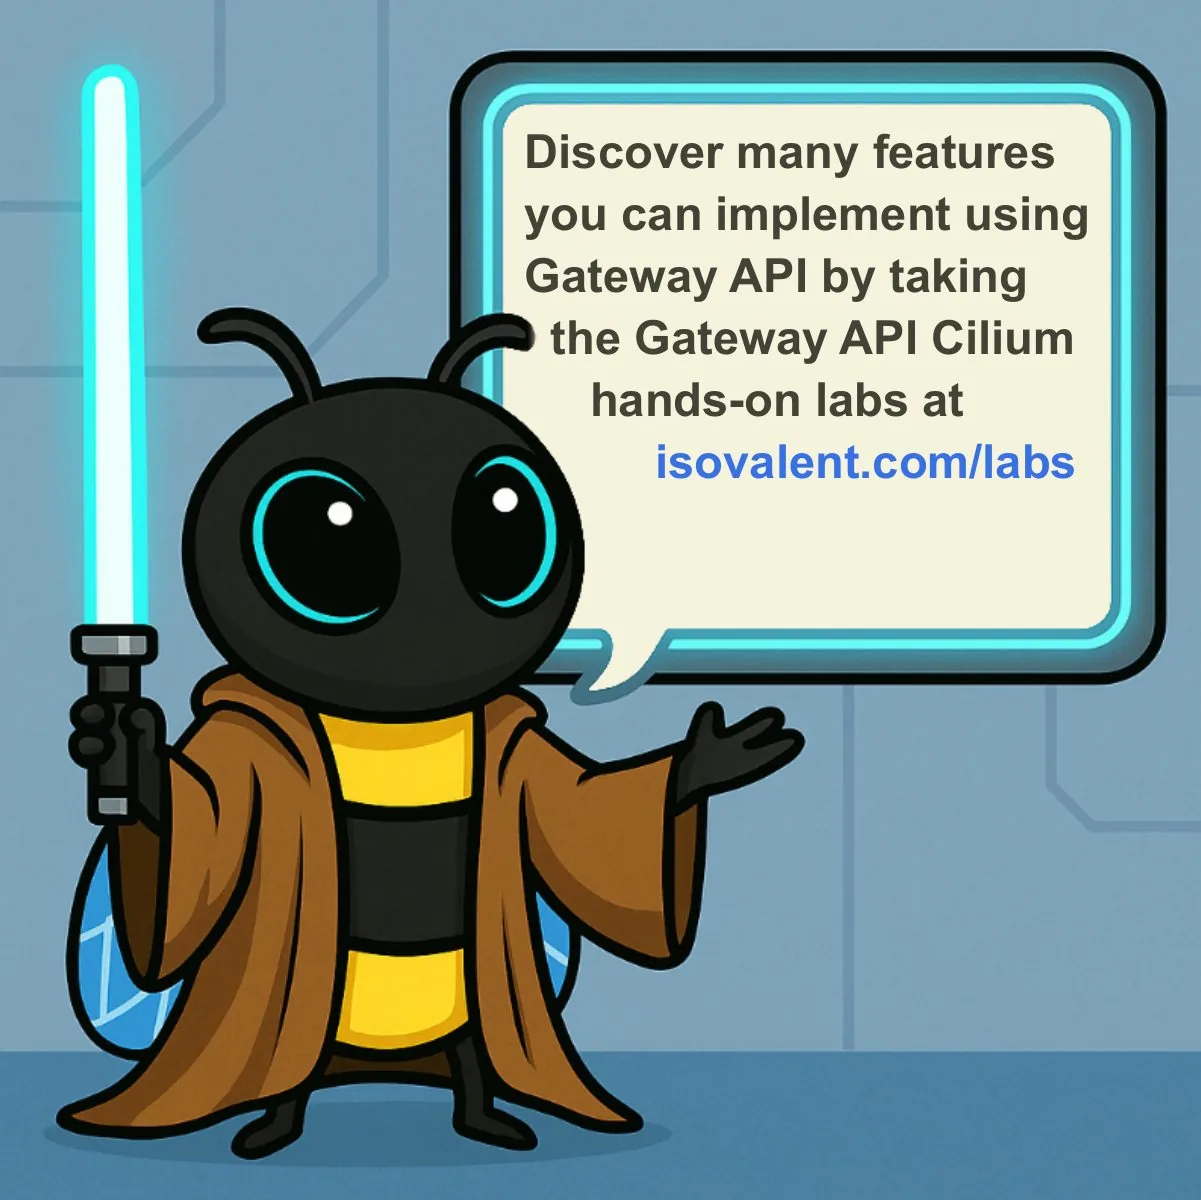 Discover many features
you can implement using
Gateway API by taking
the Gateway API Cilium
hands-on labs at
isovalent.com/labs